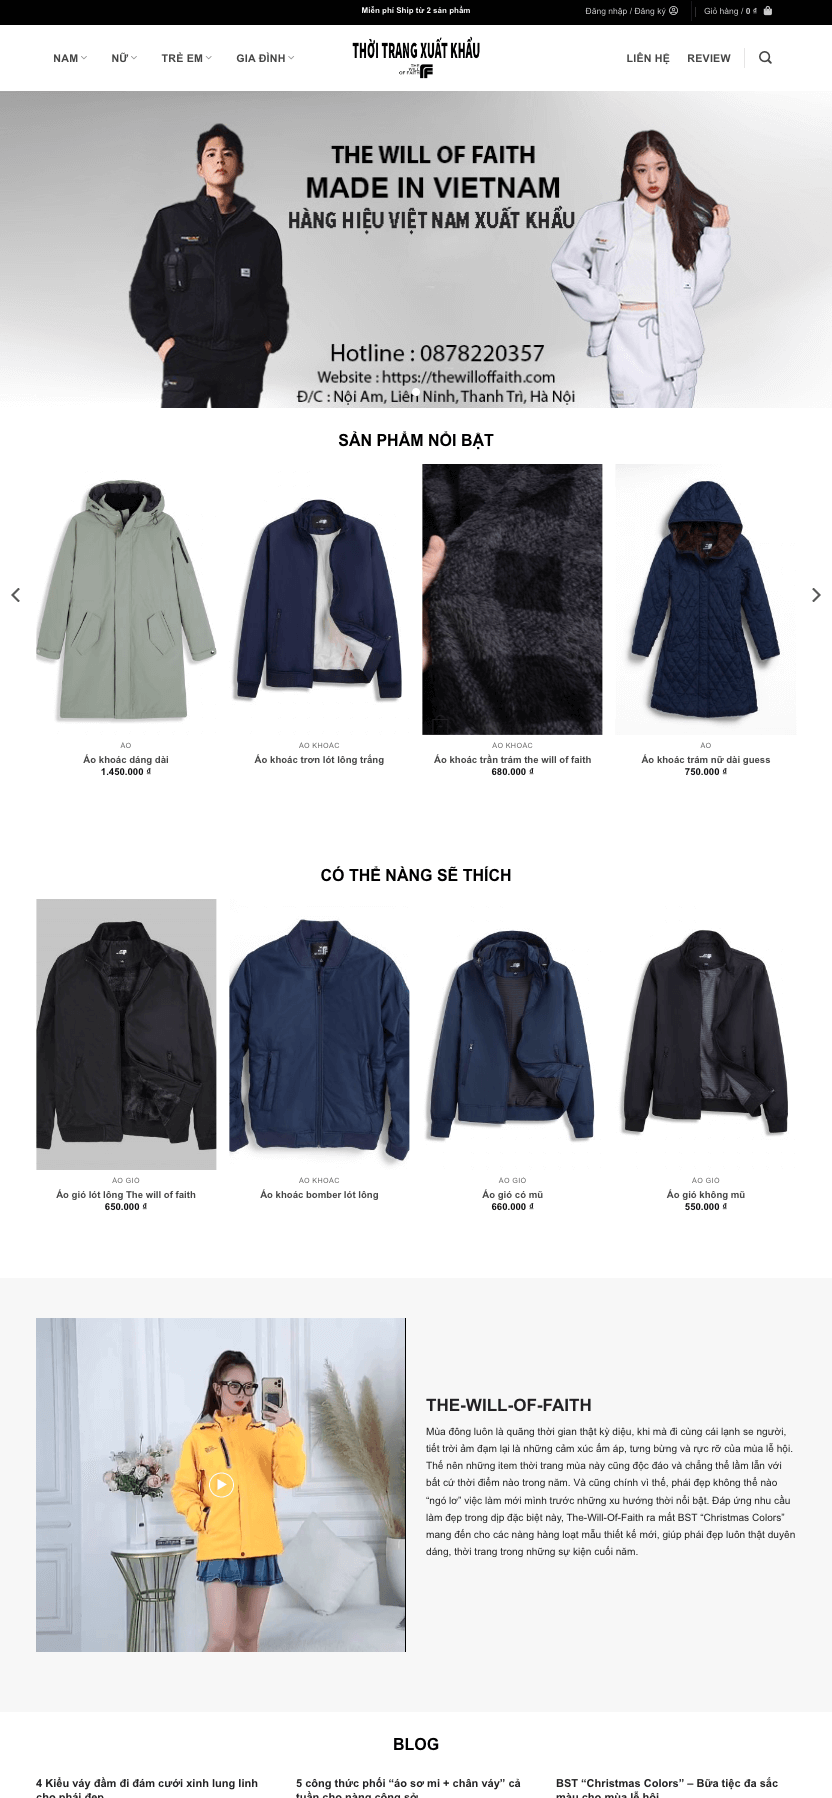 Miễn phí Ship từ 2 sản phẩm
Đăng nhập / Đăng ký
Giỏ hàng / 0 ₫
NAM
NỮ
TRẺ EM
GIA ĐÌNH
THỜI TRANG XUẤT KHẨU
THE WILL OF FAITH
LIÊN HỆ
REVIEW
THE WILL OF FAITH
MADE IN VIETNAM
HÀNG HIỆU VIỆT NAM XUẤT KHẨU
Hotline : 0878220357
Website : https://thewilloffaith.com
Đ/C : Nội Am, Liên Ninh, Thanh Trì, Hà Nội
SẢN PHẨM NỔI BẬT
ÁO
Áo khoác dáng dài
1.450.000 ₫
ÁO KHOÁC
Áo khoác trơn lót lông trắng
ÁO KHOÁC
Áo khoác trần trám the will of faith
680.000 ₫
ÁO
Áo khoác trám nữ dài guess
750.000 ₫
CÓ THỂ NÀNG SẼ THÍCH
ÁO GIÓ
Áo gió lót lông The will of faith
650.000 ₫
ÁO KHOÁC
Áo khoác bomber lót lông
ÁO GIÓ
Áo gió có mũ
660.000 ₫
ÁO GIÓ
Áo gió không mũ
550.000 ₫
THE-WILL-OF-FAITH
Mùa đông luôn là quãng thời gian thật kỳ diệu, khi mà đi cùng cái lạnh se người,
tiết trời ảm đạm lại là những cảm xúc ấm áp, tưng bừng và rực rỡ của mùa lễ hội.
Thế nên những item thời trang mùa này cũng độc đáo và chẳng thể lầm lẫn với
bất cứ thời điểm nào trong năm. Và cũng chính vì thế, phái đẹp không thể nào
“ngó lơ” việc làm mới mình trước những xu hướng thời nổi bật. Đáp ứng nhu cầu
làm đẹp trong dịp đặc biệt này, The-Will-Of-Faith ra mắt BST “Christmas Colors”
mang đến cho các nàng hàng loạt mẫu thiết kế mới, giúp phái đẹp luôn thật duyên
dáng, thời trang trong những sự kiện cuối năm.
BLOG
4 Kiểu váy đầm đi đám cưới xinh lung linh
cho phái đẹp
5 công thức phối “áo sơ mi + chân váy” cả
tuần cho nàng công sở
BST “Christmas Colors” – Bữa tiệc đa sắc
màu cho mùa lễ hội